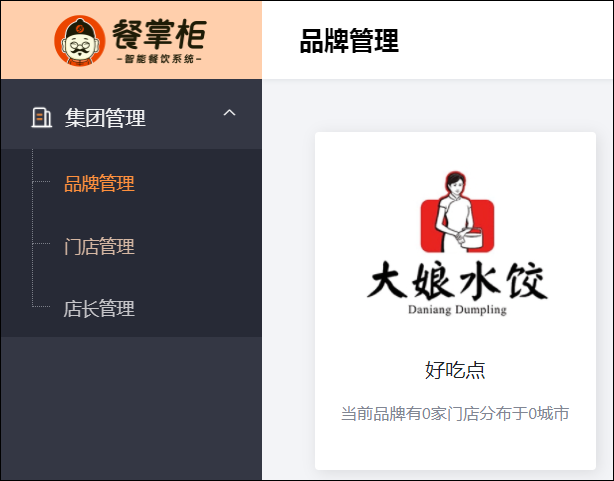 餐掌柜
-智能餐饮系统-
品牌管理
集团管理
品牌管理
门店管理
店长管理
大娘水饺
Daniang Dumpling
好吃点
当前品牌有0家门店分布于0城市